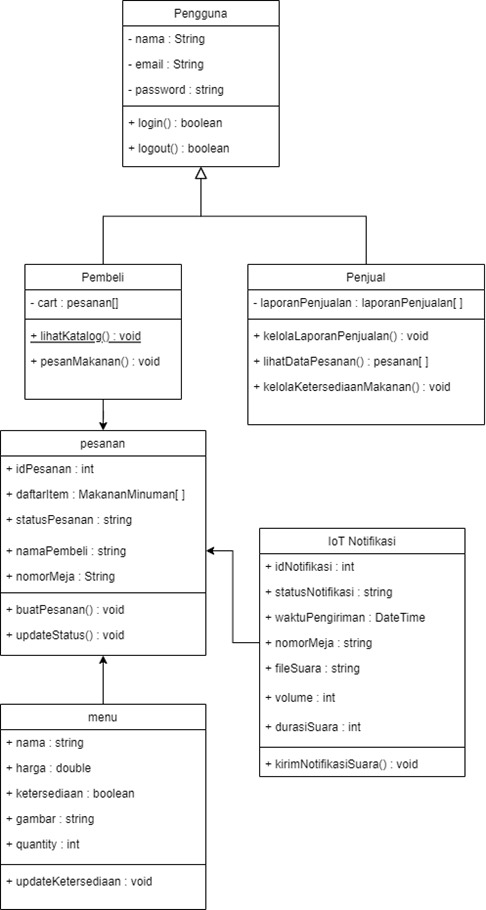 Pengguna
- nama : String
- email : String
- password : string
+ login() : boolean
+ logout() : boolean
Pembeli
- cart : pesanan[]
+ lihatKatalog() : void
+ pesanMakanan() : void
Penjual
- laporanPenjualan : laporanPenjualan[ ]
+ kelolaLaporanPenjualan() : void
+ lihatDataPesanan() : pesanan[ ]
+ kelolaKetersediaanMakanan() : void
pesanan
+ idPesanan : int
+ daftarItem : MakananMinuman[ ]
+ statusPesanan : string
+ namaPembeli : string
+ nomorMeja : String
+ buatPesanan() : void
+ updateStatus() : void
IoT Notifikasi
+ idNotifikasi : int
+ statusNotifikasi : string
+ waktuPengiriman : DateTime
+ nomorMeja : string
+ fileSuara : string
+ volume : int
+ durasiSuara : int
+ kirimNotifikasiSuara() : void
menu
+ nama : string
+ harga : double
+ ketersediaan : boolean
+ gambar : string
+ quantity : int
+ updateKetersediaan : void